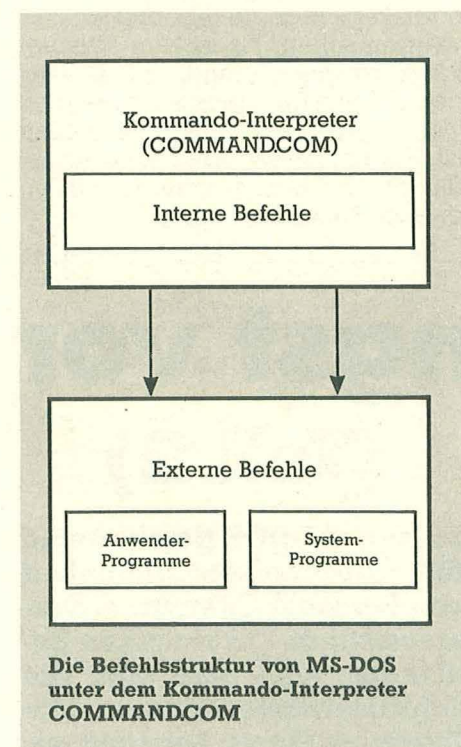 Kommando-Interpreter
(COMMAND.COM)
Interne Befehle
Externe Befehle
Anwender-
Programme
System-
Programme
Die Befehlsstruktur von MS-DOS
unter dem Kommando-Interpreter
COMMAND.COM